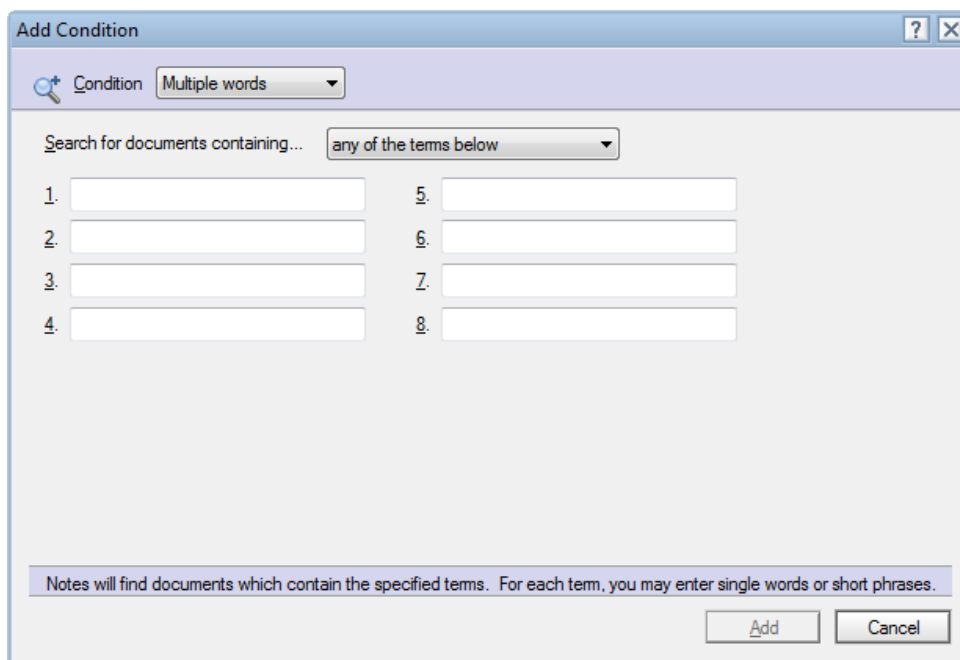 Add Condition
Condition Multiple words
Search for documents containing... any of the terms below
1. 5.
2. 6.
3. 7.
4. 8.
Notes will find documents which contain the specified terms. For each term, you may enter single words or short phrases.
Add Cancel